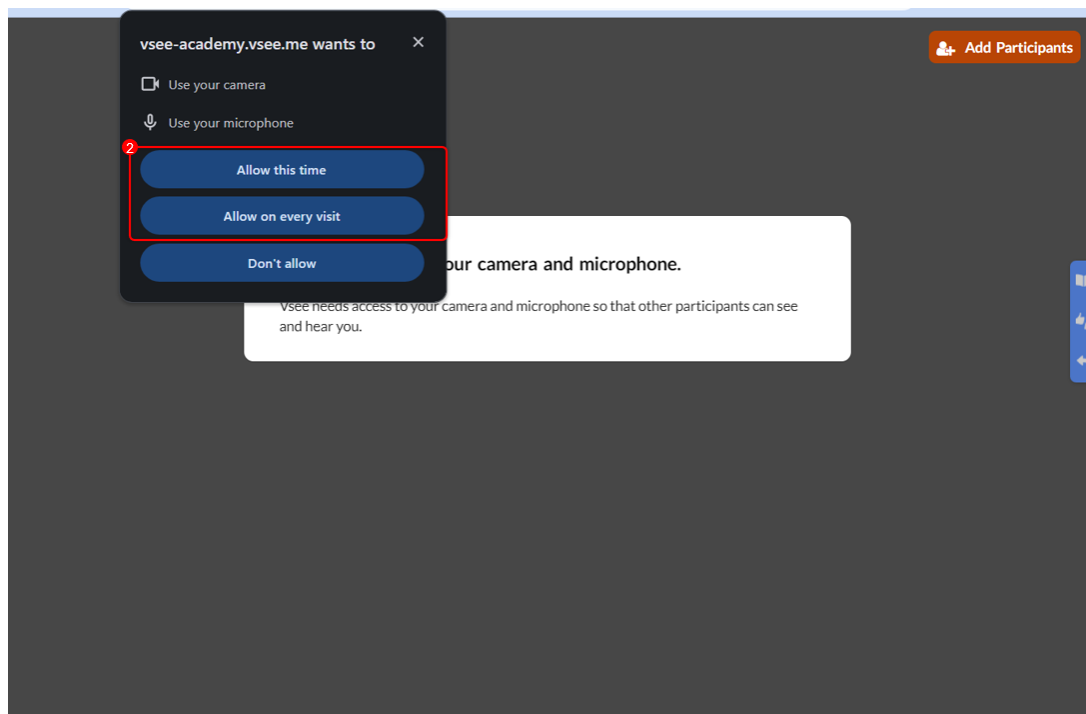 vsee-academy.vsee.me wants to
Use your camera
Use your microphone
2
Allow this time
Allow on every visit
Don't allow
Add Participants
our camera and microphone.
Vsee needs access to your camera and microphone so that other participants can see
and hear you.